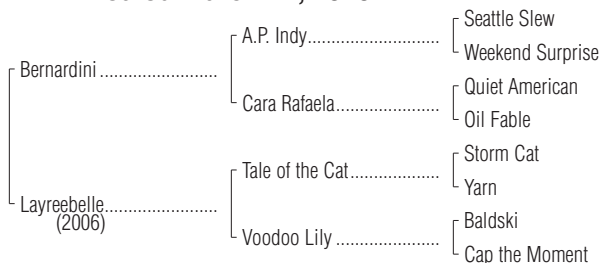 Seattle Slew
A.P. Indy
Weekend Surprise
Bernardini
Quiet American
Cara Rafaela
Oil Fable
Storm Cat
Tale of the Cat
Yarn
Layreebelle
(2006)
Baldski
Voodoo Lily
Cap the Moment